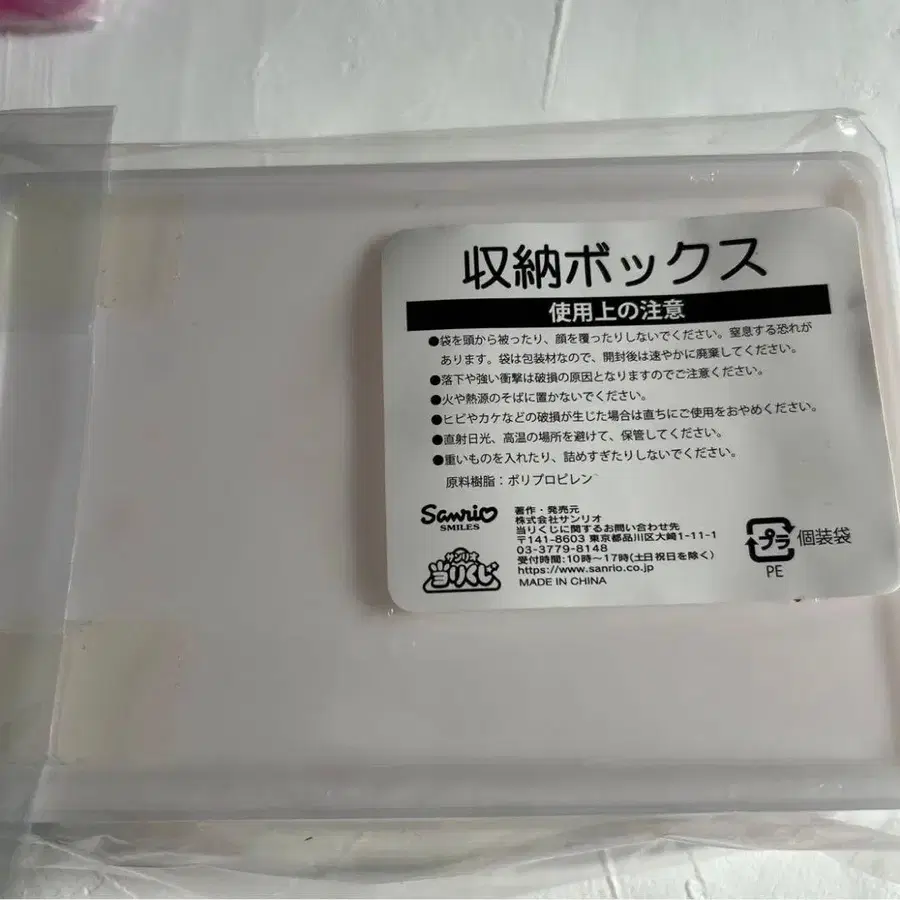 収納ボックス
使用上の注意
●袋を頭から被ったり、顔を覆ったりしないでください。窒息する恐れが
あります。袋は包装材なので、開封後は速やかに廃棄してください。
●落下や強い衝撃は破損の原因となりますのでご注意ください。
●火や熱源のそばに置かないでください。
●ヒビやカケなどの破損が生じた場合は直ちにご使用をおやめください。
●直射日光、高温の場所を避けて、保管してください。
●重いものを入れたり、詰めすぎたりしないでください。
原料樹脂：ポリプロピレン
Sanrio
SMILES
サンリオ
当りくじ
著作・発売元
株式会社サンリオ
当りくじに関するお問い合わせ先
〒141-8603 東京都品川区大崎1-11-1
03-3779-8148
受付時間:10時～17時(土日祝日を除く)
https://www.sanrio.co.jp
MADE IN CHINA
プラ 個装袋
PE